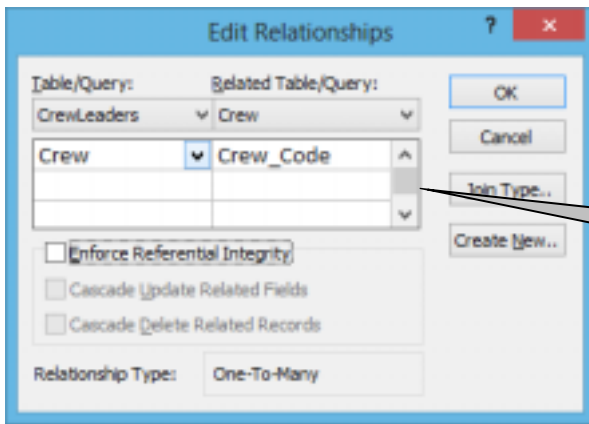 Edit Relationships ?
Table/Query: Related Table/Query:
OK
CrewLeaders Crew
Cancel
Crew Crew_Code
Join Type..
Create New..
Enforce Referential Integrity
Cascade Update Related Fields
Cascade Delete Related Records
Relationship Type: One-To-Many